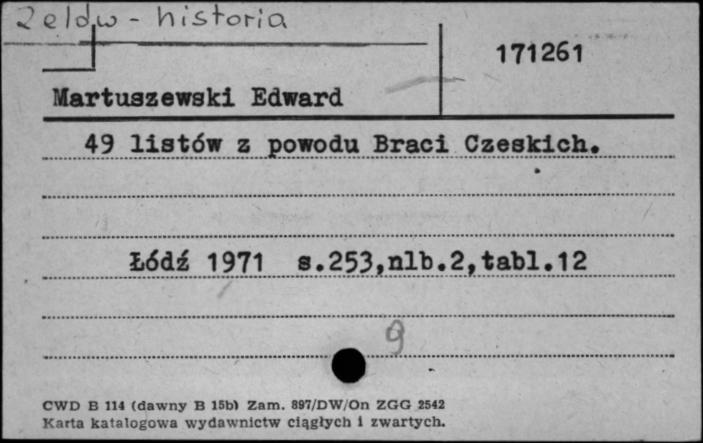 Zelów - historia
171261
Martuszewski Edward
49 listów z powodu Braci Czeskich.
Łódź 1971 s.253,nlb.2,tabl.12
9
CWD B 114 (dawny B 15b) Zam. 897/DW/On ZGG 2542
Karta katalogowa wydawnictw ciągłych i zwartych.